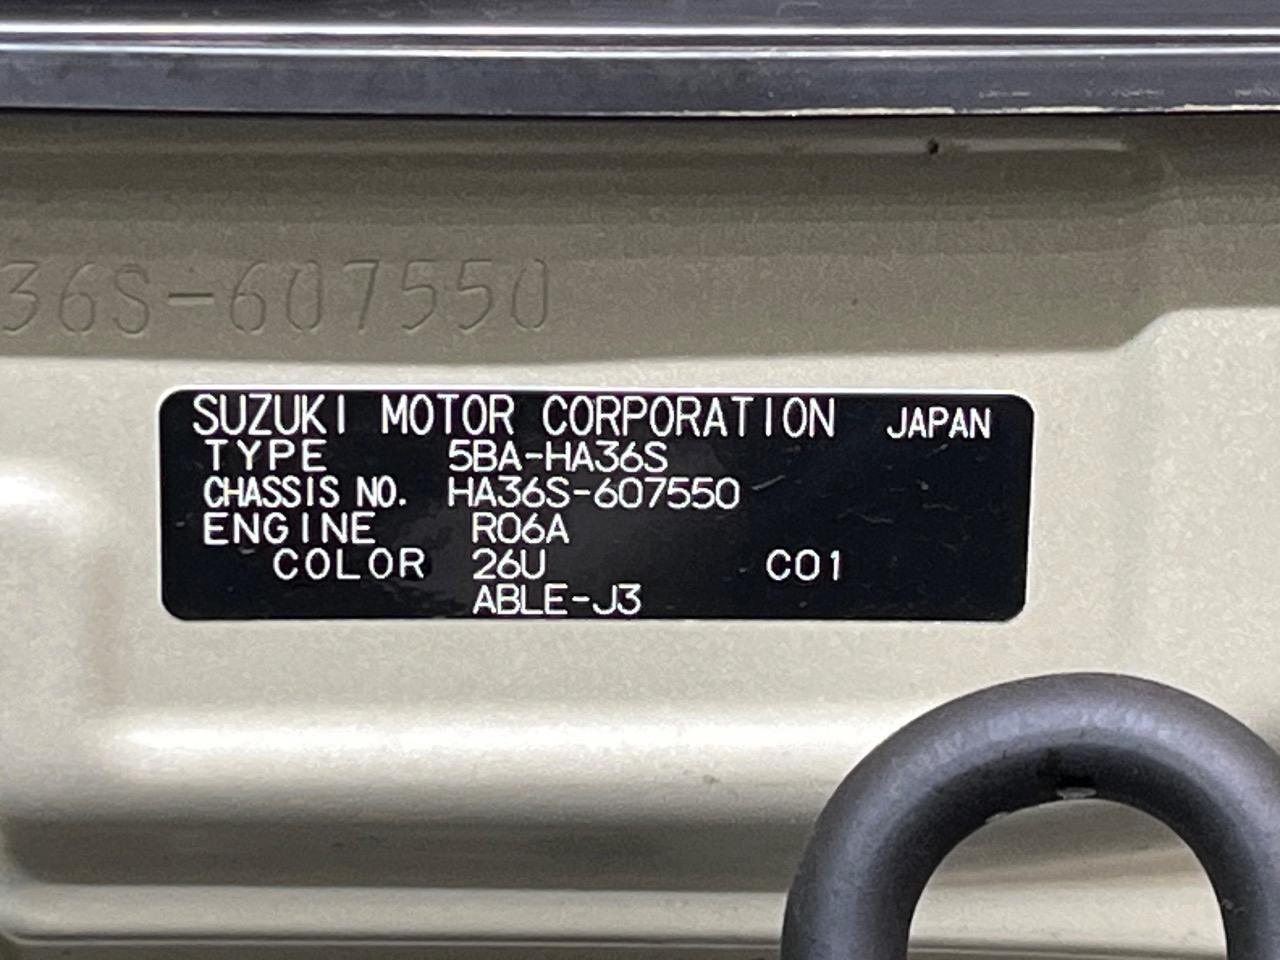 36S-607550
SUZUKI MOTOR CORPORATION JAPAN
TYPE 5BA-HA36S
CHASSIS NO. HA36S-607550
ENGINE R06A
COLOR 26U C01
ABLE-J3